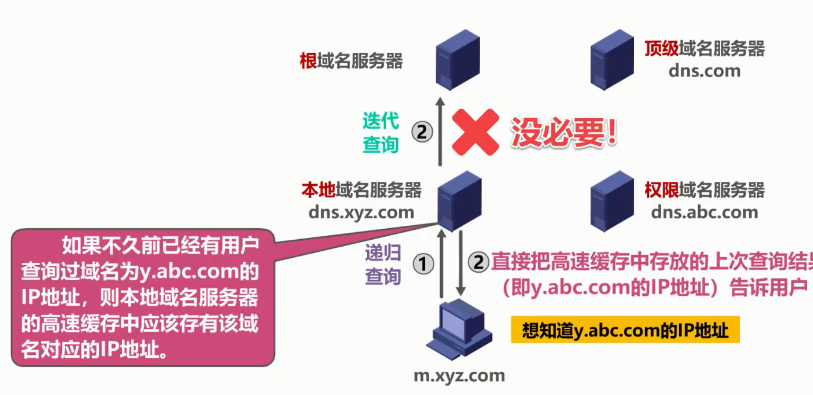 根域名服务器
顶级域名服务器
dns.com
迭代
查询
②
没必要！
本地域名服务器
dns.xyz.com
权限域名服务器
dns.abc.com
如果不久前已经有用户
查询过域名为y.abc.com的
IP地址，则本地域名服务器
的高速缓存中应该存有该域
名对应的IP地址。
递归
查询
①
②直接把高速缓存中存放的上次查询结果
（即y.abc.com的IP地址）告诉用户
想知道y.abc.com的IP地址
m.xyz.com